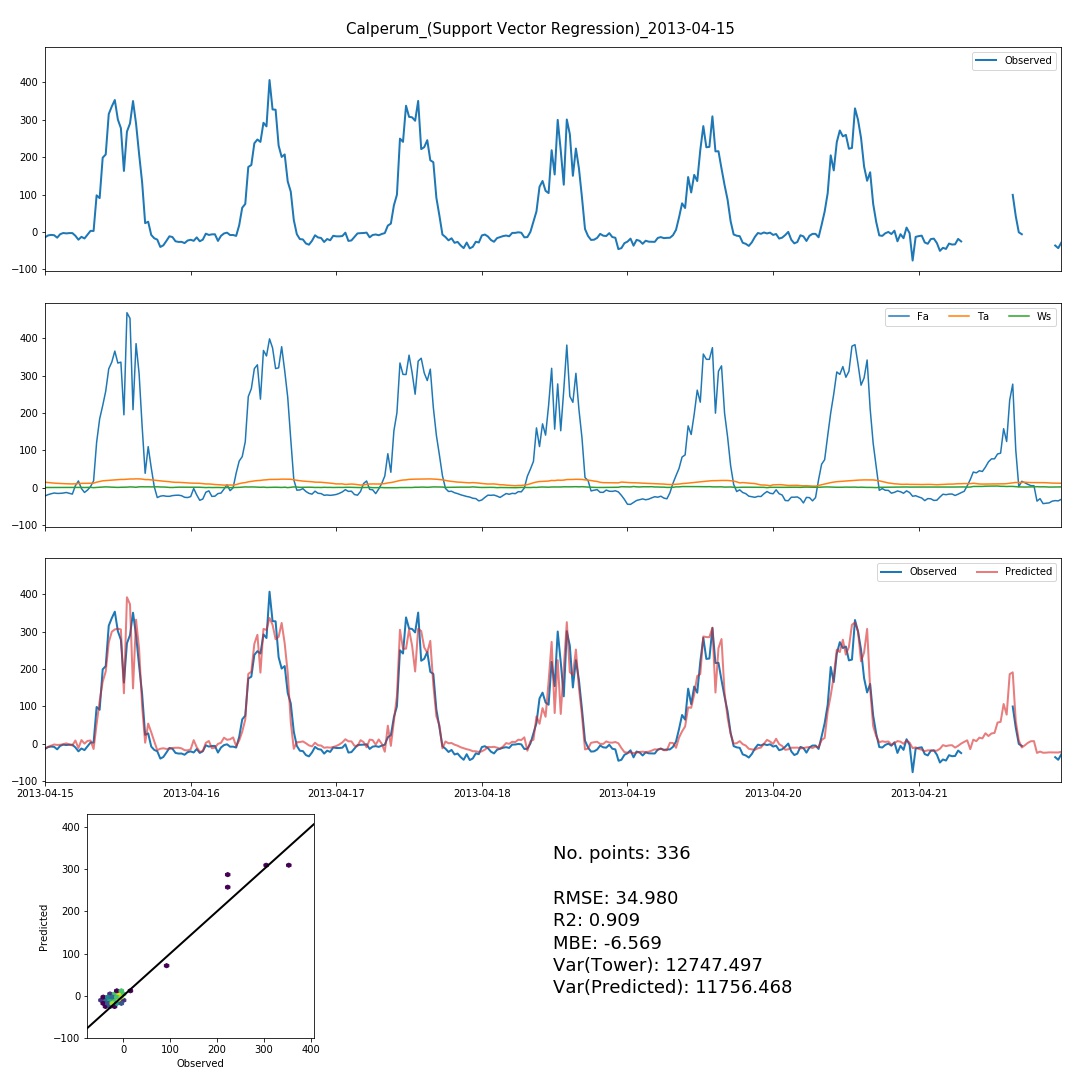 Calperum_(Support Vector Regression)_2013-04-15
Observed
400
300
200
100
0
−100
Fa Ta Ws
400
300
200
100
0
−100
Observed Predicted
400
300
200
100
0
−100
2013-04-15 2013-04-16 2013-04-17 2013-04-18 2013-04-19 2013-04-20 2013-04-21
400
300
200
100
0
−100
Predicted
0 100 200 300 400
Observed
No. points: 336
RMSE: 34.980
R2: 0.909
MBE: -6.569
Var(Tower): 12747.497
Var(Predicted): 11756.468